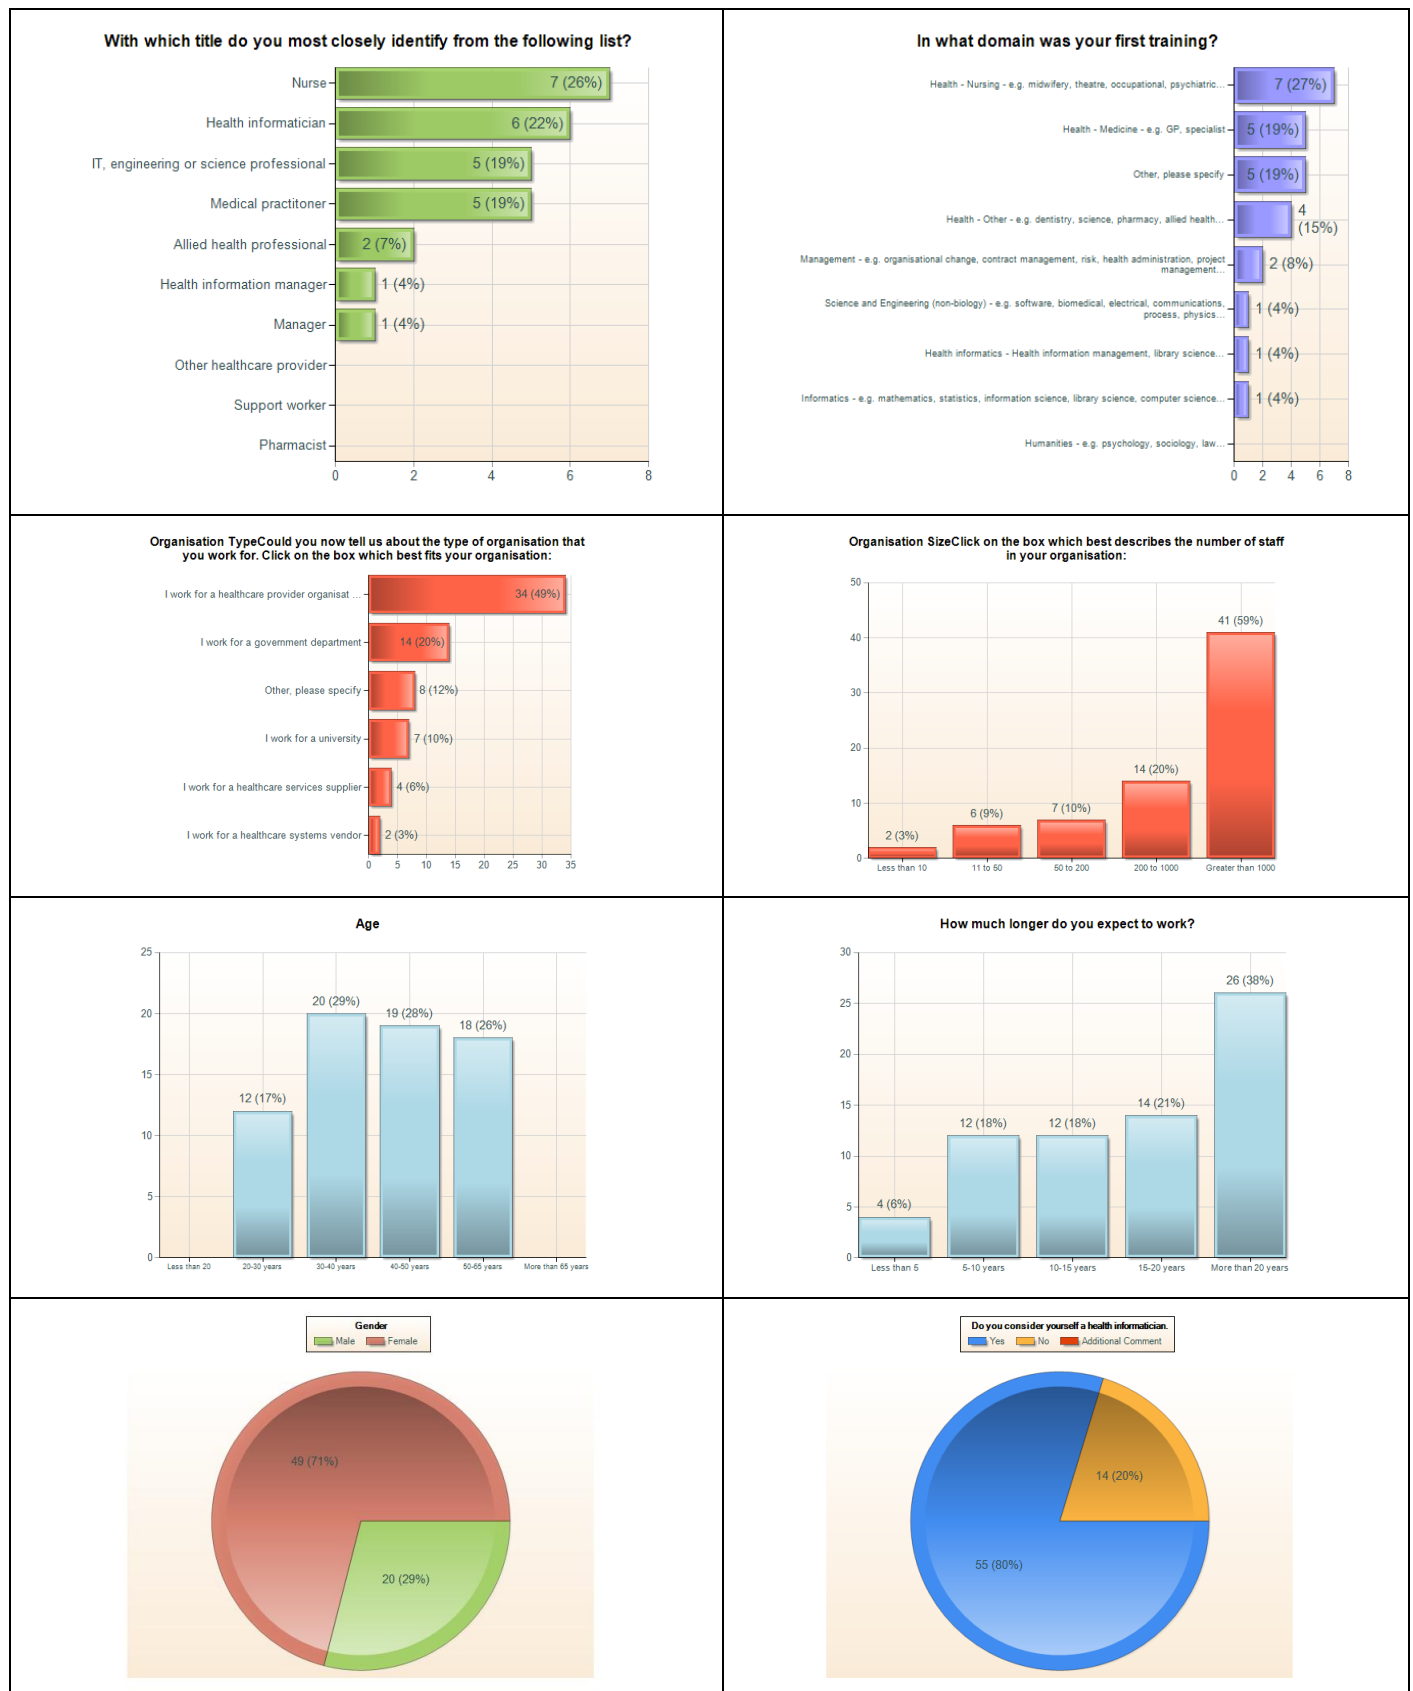 With which title do you most closely identify from the following list?
Nurse
7 (26%)
Health informatician
6 (22%)
IT, engineering or science professional
5 (19%)
Medical practitoner
5 (19%)
Allied health professional
2 (7%)
Health information manager
1 (4%)
Manager
1 (4%)
Other healthcare provider
Support worker
Pharmacist
0 2 4 6 8
In what domain was your first training?
Health - Nursing - e.g. midwifery, theatre, occupational, psychiatric...
7 (27%)
Health - Medicine - e.g. GP, specialist
5 (19%)
Other, please specify
5 (19%)
Health - Other - e.g. dentistry, science, pharmacy, allied health...
4
(15%)
Management - e.g. organisational change, contract management, risk, health administration, project
management...
2 (8%)
Science and Engineering (non-biology) - e.g. software, biomedical, electrical, communications,
process, physics...
1 (4%)
Health informatics - Health information management, library science...
1 (4%)
Informatics - e.g. mathematics, statistics, information science, library science, computer science...
1 (4%)
Humanities - e.g. psychology, sociology, law...
0 2 4 6 8
Organisation TypeCould you now tell us about the type of organisation that
you work for. Click on the box which best fits your organisation:
I work for a healthcare provider organisat ...
34 (49%)
I work for a government department
14 (20%)
Other, please specify
8 (12%)
I work for a university
7 (10%)
I work for a healthcare services supplier
4 (6%)
I work for a healthcare systems vendor
2 (3%)
0 5 10 15 20 25 30 35
Organisation SizeClick on the box which best describes the number of staff
in your organisation:
50
40
30
20
10
0
2 (3%)
6 (9%)
7 (10%)
14 (20%)
41 (59%)
Less than 10
11 to 50
50 to 200
200 to 1000
Greater than 1000
Age
25
20
15
10
5
0
12 (17%)
20 (29%)
19 (28%)
18 (26%)
Less than 20
20-30 years
30-40 years
40-50 years
50-65 years
More than 65 years
How much longer do you expect to work?
30
25
20
15
10
5
0
4 (6%)
12 (18%)
12 (18%)
14 (21%)
26 (38%)
Less than 5
5-10 years
10-15 years
15-20 years
More than 20 years
Gender
Male Female
49 (71%)
20 (29%)
Do you consider yourself a health informatician.
Yes No Additional Comment
14 (20%)
55 (80%)